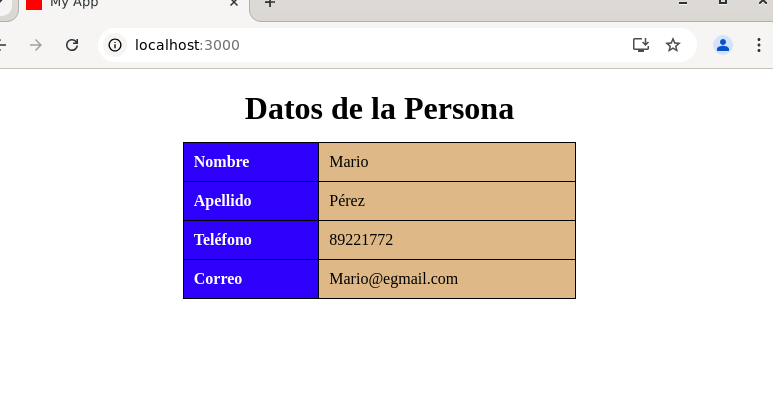 My App
localhost:3000
Datos de la Persona
Nombre Mario
Apellido Pérez
Teléfono 89221772
Correo Mario@egmail.com